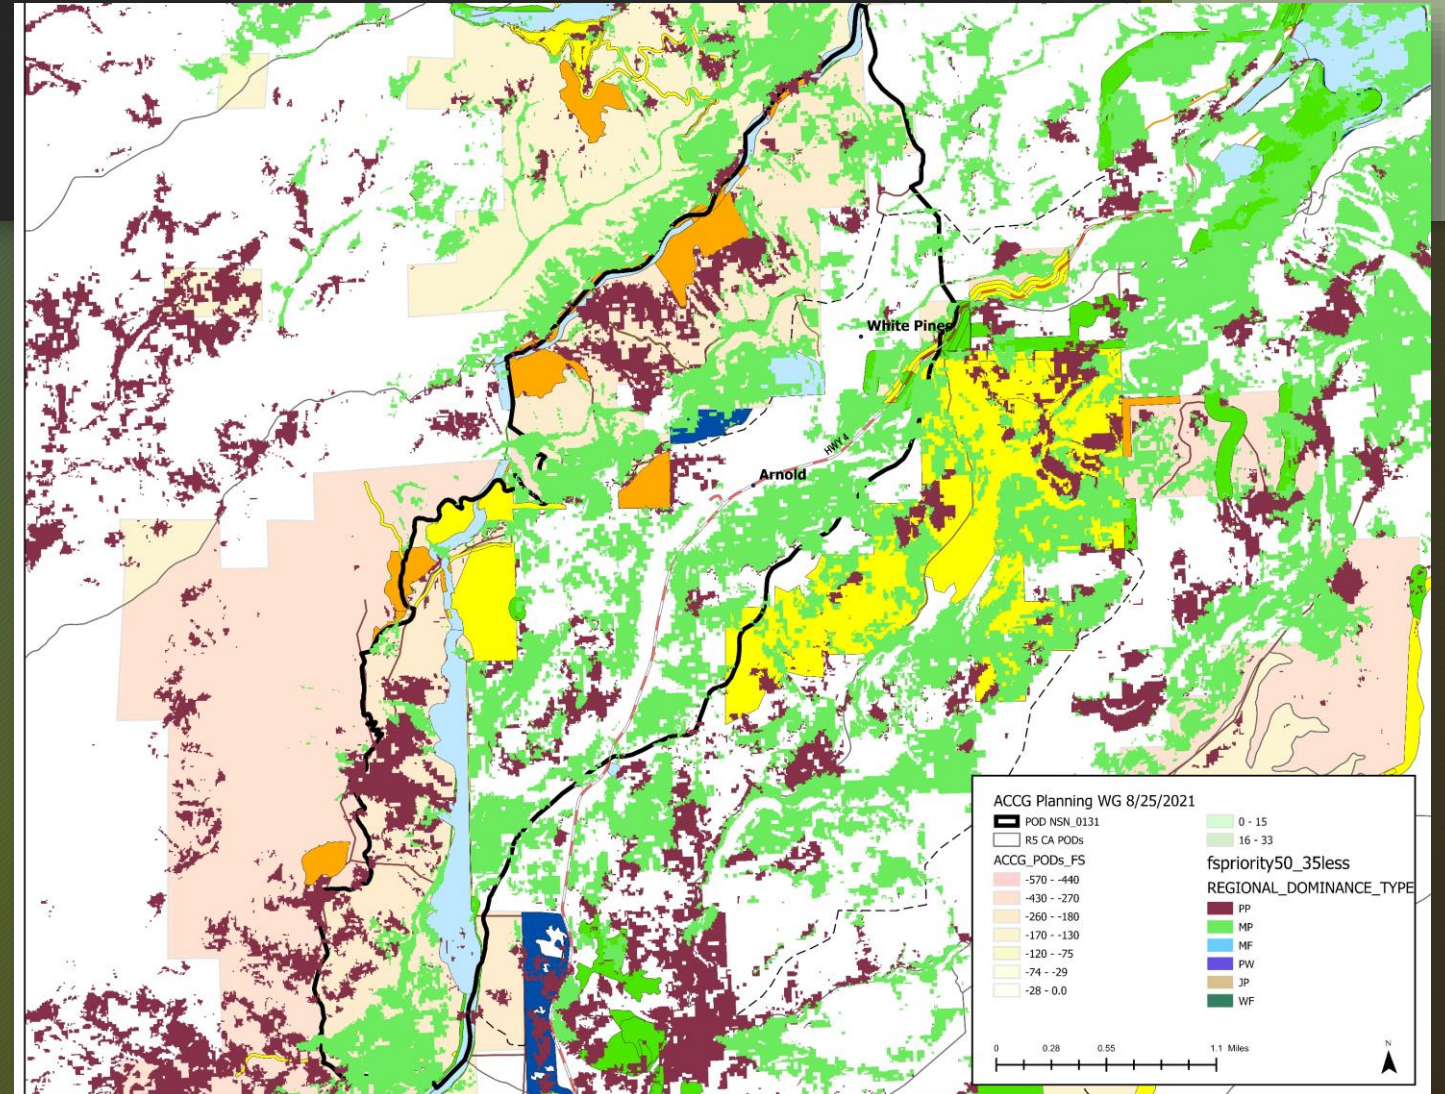 White Pines
HWY 4
Arnold
ACCG Planning WG 8/25/2021
POD NSN_0131
R5 CA PODs
ACCG_PODs_FS
-570 - -440
-430 - -270
-260 - -180
-170 - -130
-120 - -75
-74 - -29
-28 - 0.0
0 - 15
16 - 33
fspriority50_35less
REGIONAL_DOMINANCE_TYPE
PP
MP
MF
PW
JP
WF
0 0.28 0.55 1.1 Miles
N